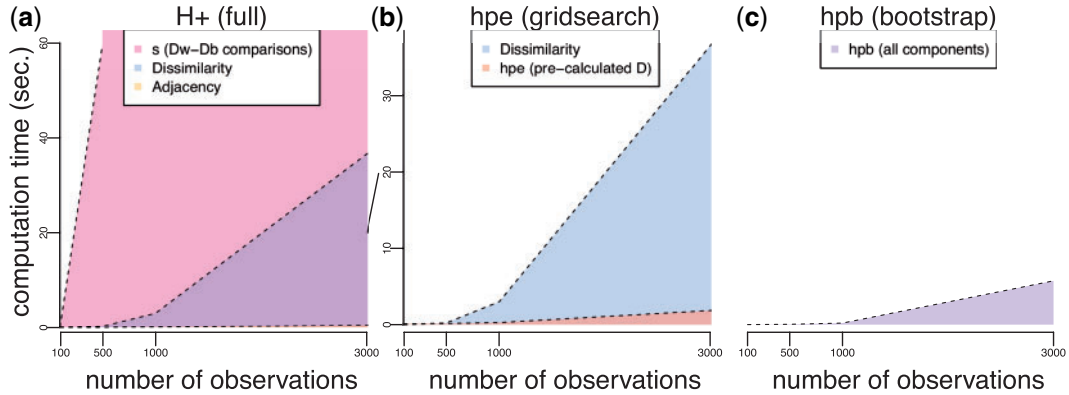 (a) H+ (full)
s (Dw−Db comparisons)
Dissimilarity
Adjacency
computation time (sec.)
60
40
20
0
100 500 1000 3000
number of observations
(b) hpe (gridsearch)
Dissimilarity
hpe (pre−calculated D)
30
20
10
0
100 500 1000 3000
number of observations
(c) hpb (bootstrap)
hpb (all components)
100 500 1000 3000
number of observations